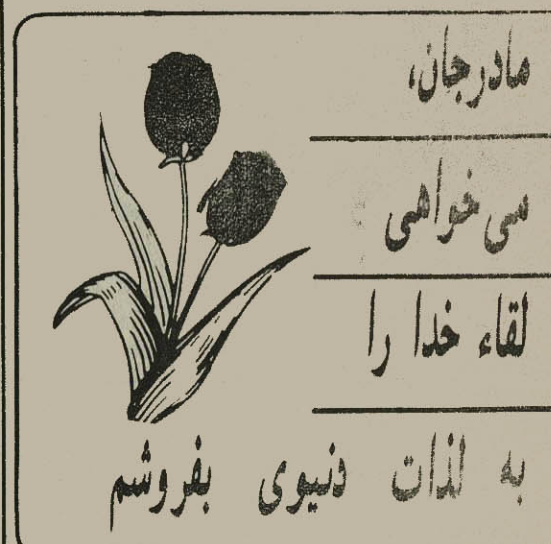 مادرجان،
می خواهی
لقاء خدا را
به لذات دنیوی بفروشم